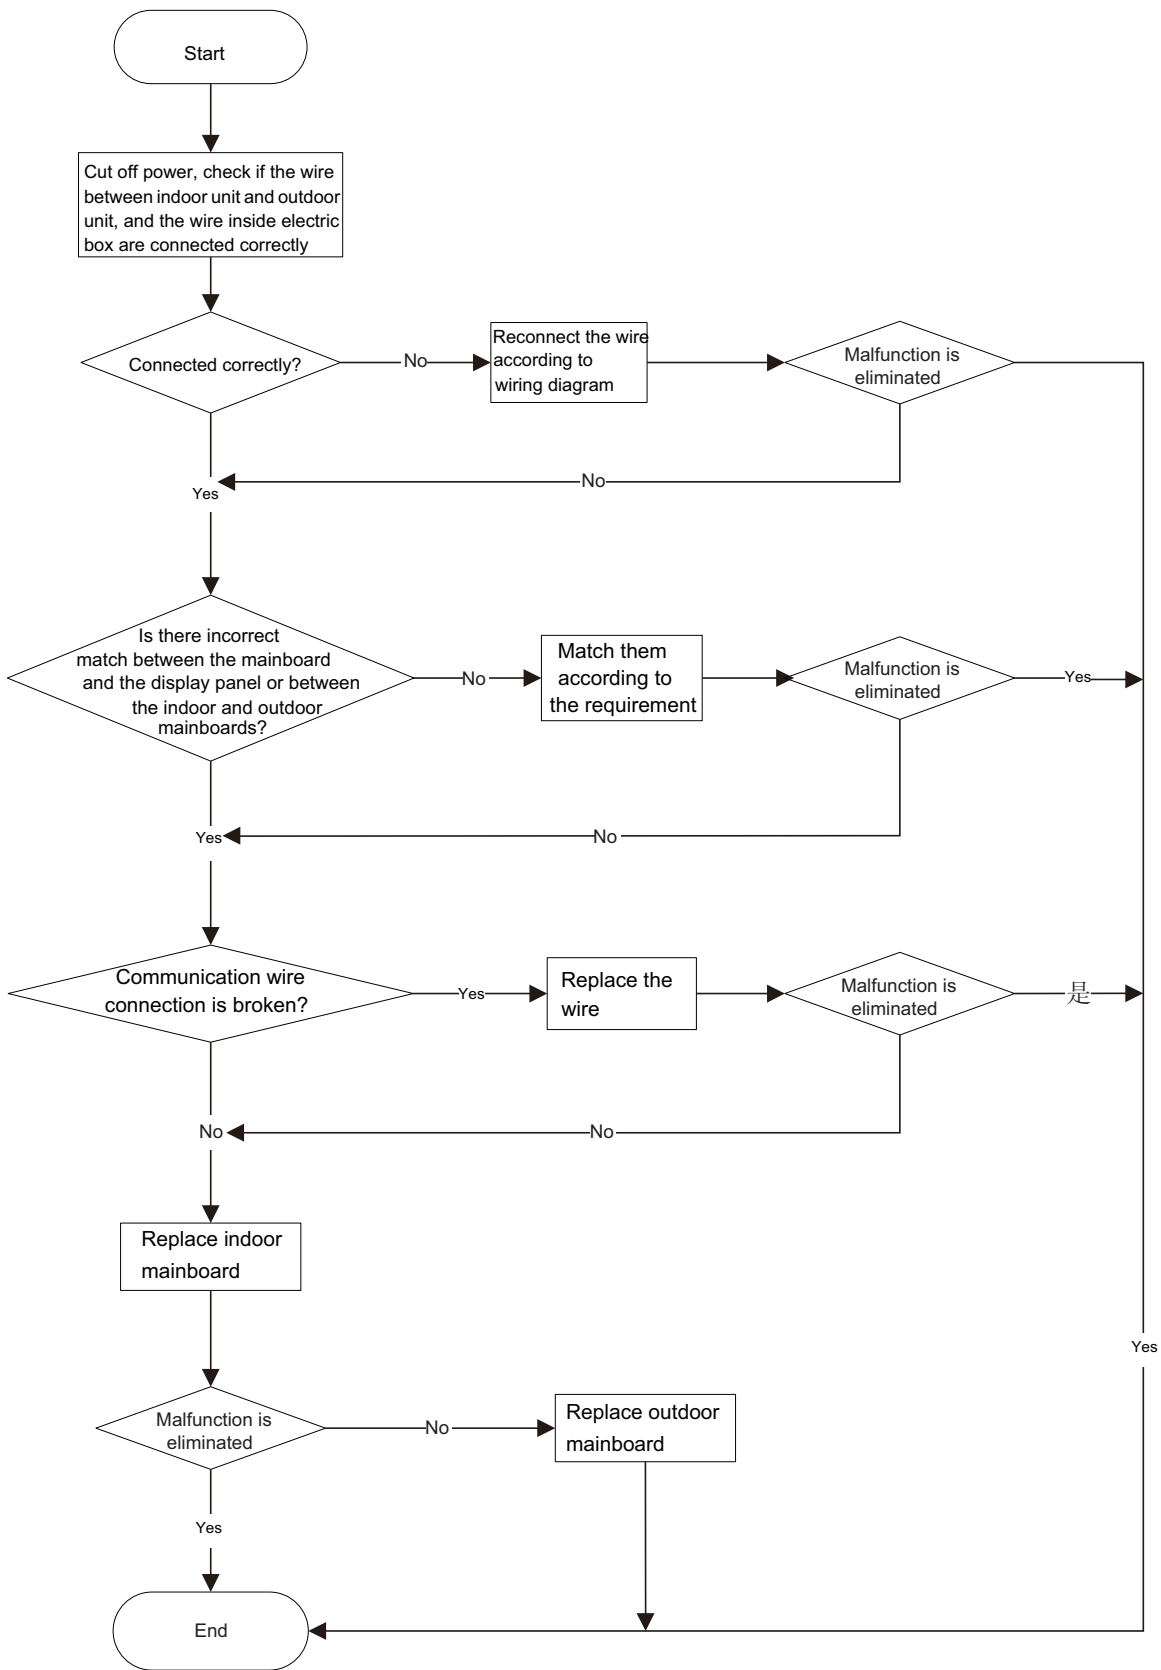 Start
Cut off power, check if the wire
between indoor unit and outdoor
unit, and the wire inside electric
box are connected correctly
Connected correctly?
No
Reconnect the wire
according to
wiring diagram
Malfunction is
eliminated
No
Yes
Is there incorrect
match between the mainboard
and the display panel or between
the indoor and outdoor
mainboards?
No
Match them
according to
the requirement
Malfunction is
eliminated
Yes
No
Yes
Communication wire
connection is broken?
Yes
Replace the
wire
Malfunction is
eliminated
是
No
No
Replace indoor
mainboard
Yes
Malfunction is
eliminated
No
Replace outdoor
mainboard
Yes
End